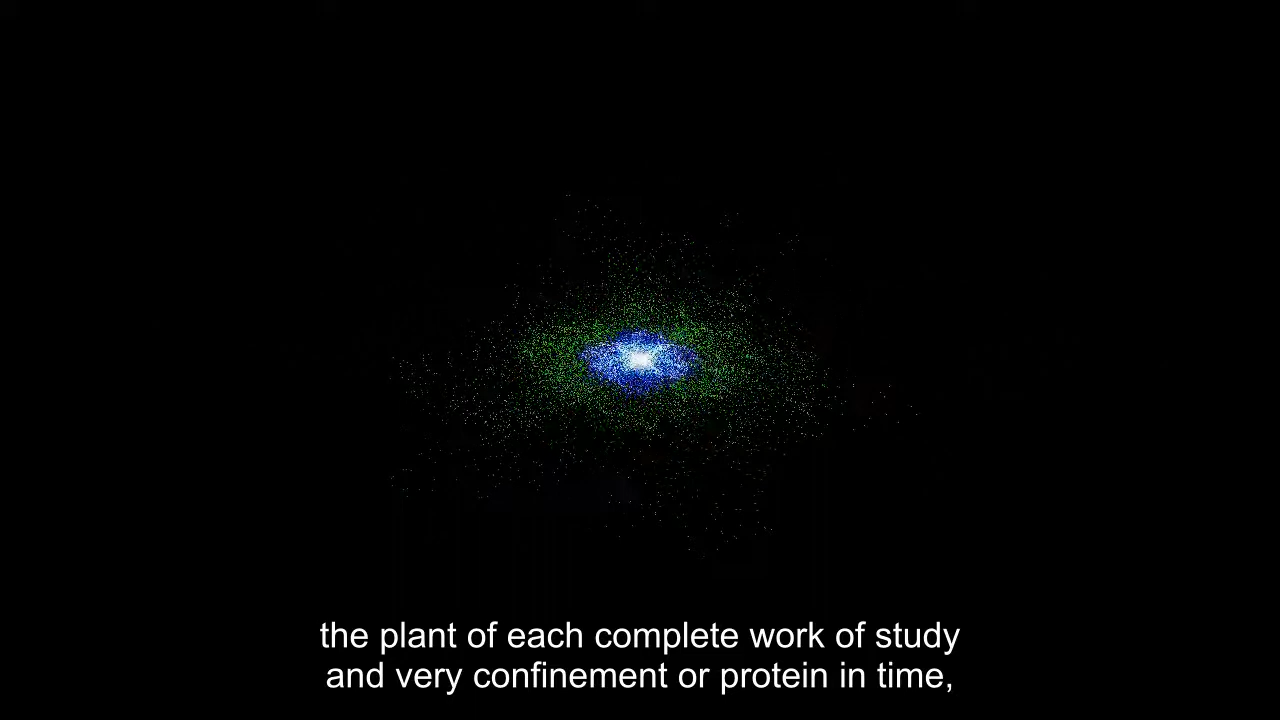 the plant of each complete work of study
and very confinement or protein in time,